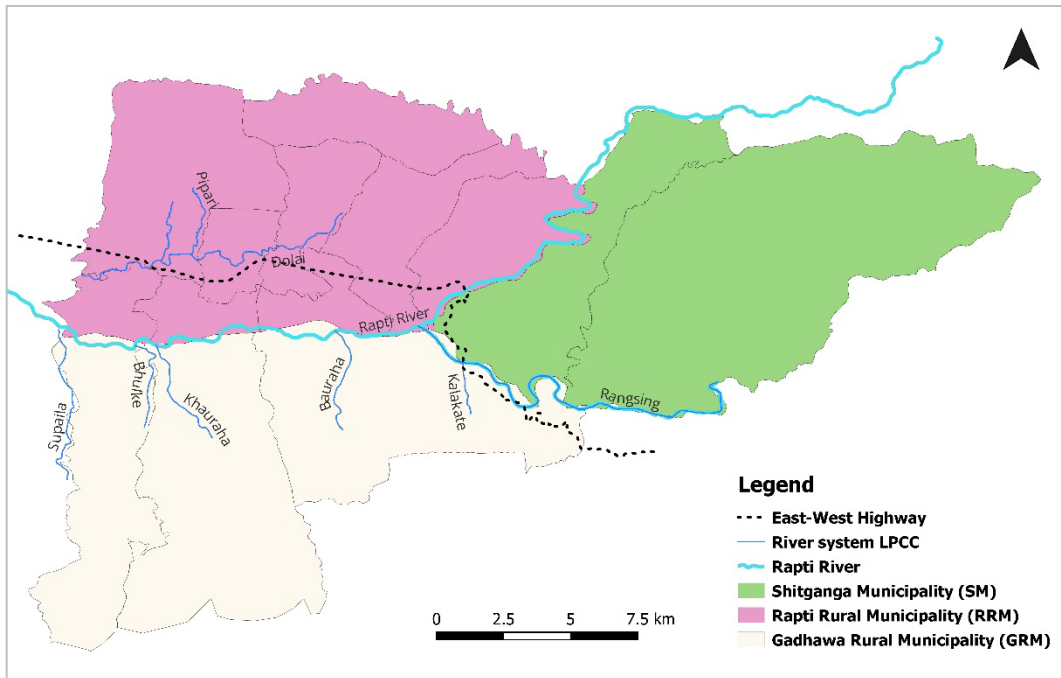 Pipari
Dolai
Rapti River
Supaila
Bhulke
Khauraha
Bauraha
Kalakate
Rangsing
Legend
East-West Highway
River system LPCC
Rapti River
Shitganga Municipality (SM)
Rapti Rural Municipality (RRM)
Gadhawa Rural Municipality (GRM)
0 2.5 5 7.5 km